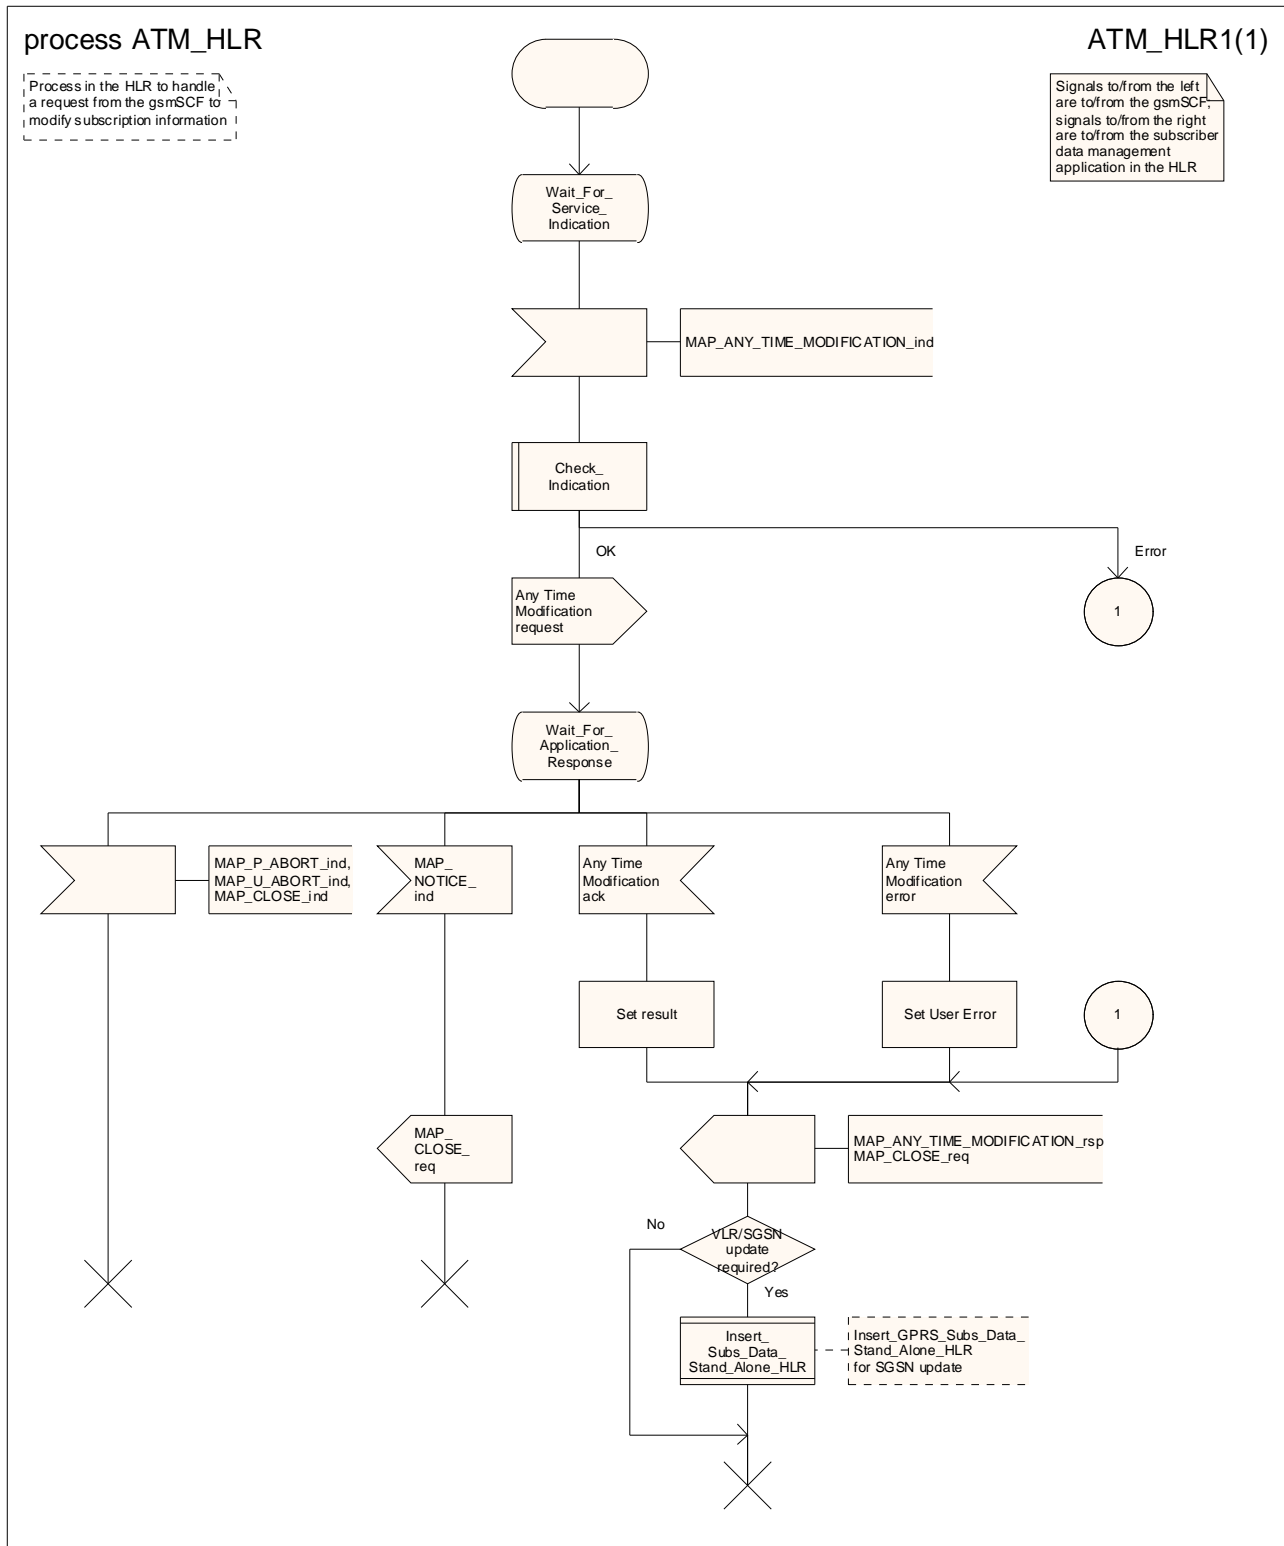 process ATM_HLR
ATM_HLR1(1)
Process in the HLR to handle
a request from the gsmSCF to
modify subscription information
Signals to/from the left
are to/from the gsmSCF;
signals to/from the right
are to/from the subscriber
data management
application in the HLR
Wait_For_
Service_
Indication
MAP_ANY_TIME_MODIFICATION_ind
Check_
Indication
OK
Error
Any Time
Modification
request
1
Wait_For_
Application_
Response
MAP_P_ABORT_ind,
MAP_U_ABORT_ind,
MAP_CLOSE_ind
MAP_
NOTICE_
ind
Any Time
Modification
ack
Any Time
Modification
error
Set result
Set User Error
1
MAP_
CLOSE_
req
MAP_ANY_TIME_MODIFICATION_rsp
MAP_CLOSE_req
No
VLR/SGSN
update
required?
Yes
Insert_
Subs_Data_
Stand_Alone_HLR
Insert_GPRS_Subs_Data_
Stand_Alone_HLR
for SGSN update